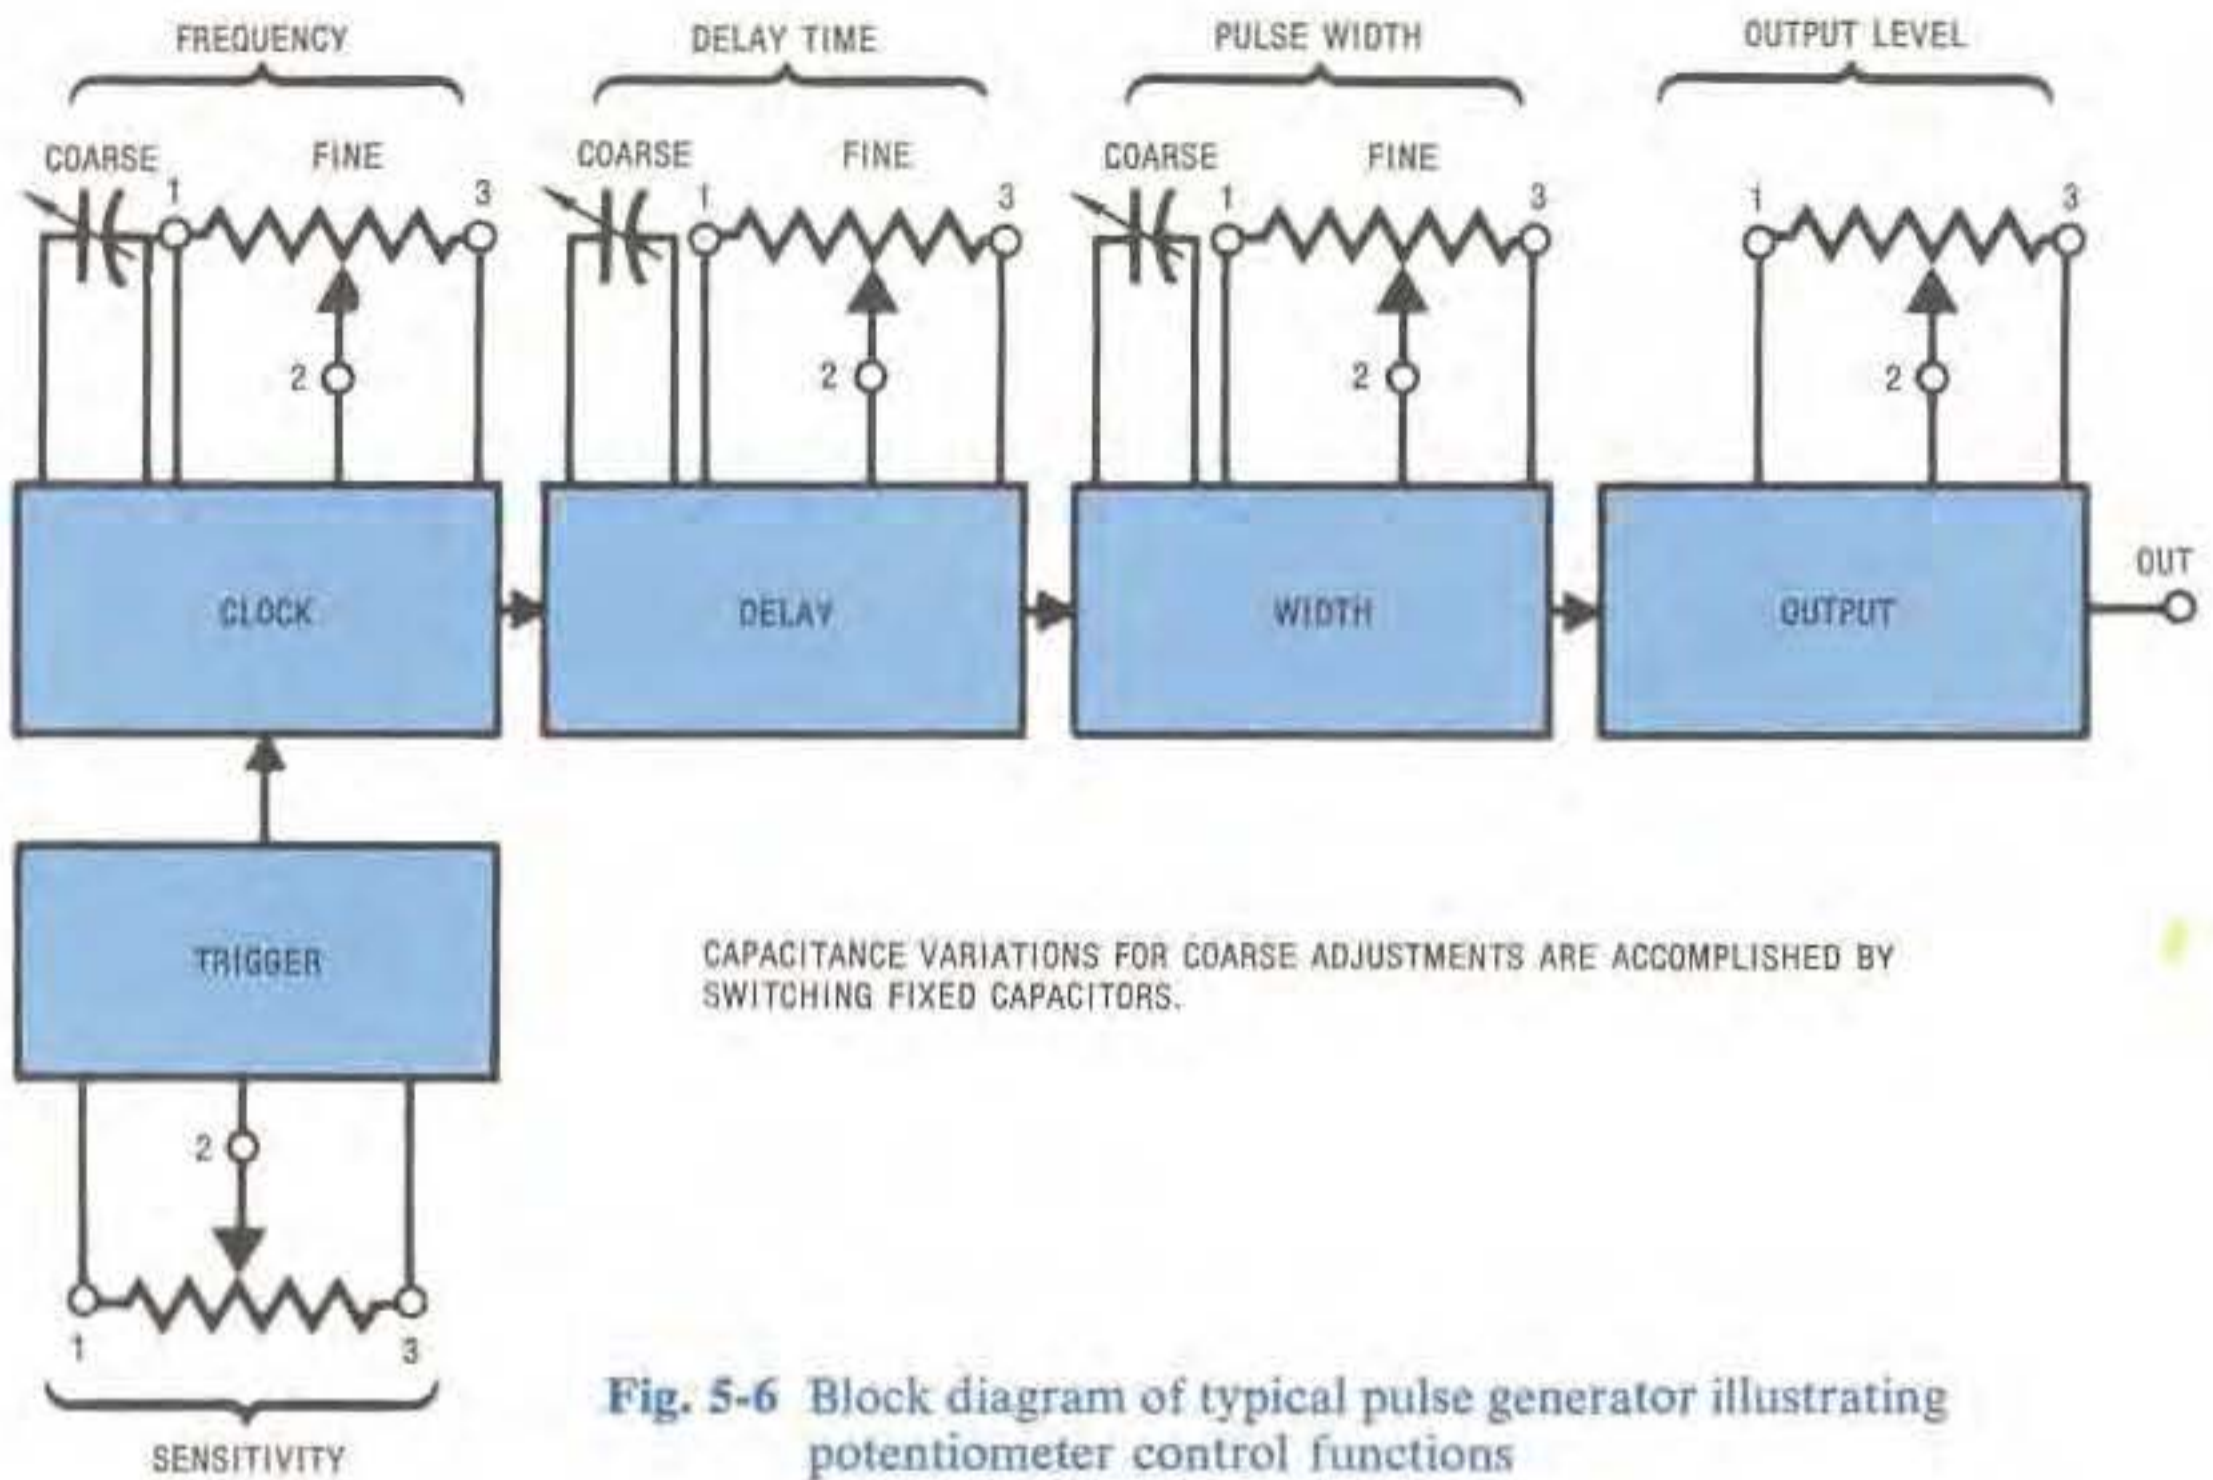 FREQUENCY
DELAY TIME
PULSE WIDTH
OUTPUT LEVEL
COARSE
FINE
COARSE
FINE
COARSE
FINE
1
3
1
3
1
3
1
3
2
2
2
2
CLOCK
DELAY
WIDTH
OUTPUT
OUT
TRIGGER
CAPACITANCE VARIATIONS FOR COARSE ADJUSTMENTS ARE ACCOMPLISHED BY
SWITCHING FIXED CAPACITORS.
2
1
3
SENSITIVITY
Fig. 5-6 Block diagram of typical pulse generator illustrating
potentiometer control functions